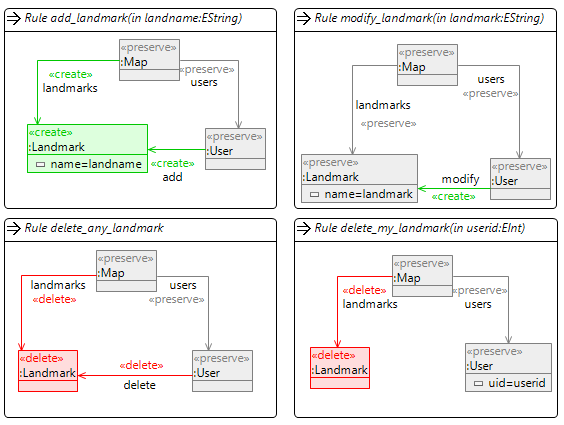 Rule add_landmark(in landname:EString)
«preserve»
:Map
«create»
landmarks
«preserve»
users
«create»
:Landmark
name=landname
«preserve»
:User
«create»
add
Rule modify_landmark(in landmark:EString)
«preserve»
:Map
landmarks
«preserve»
users
«preserve»
«preserve»
:Landmark
name=landmark
modify
«create»
«preserve»
:User
Rule delete_any_landmark
«preserve»
:Map
landmarks
«delete»
users
«preserve»
«delete»
:Landmark
«delete»
delete
«preserve»
:User
Rule delete_my_landmark(in userid:EInt)
«preserve»
:Map
«delete»
landmarks
«preserve»
users
«delete»
:Landmark
«preserve»
:User
uid=userid